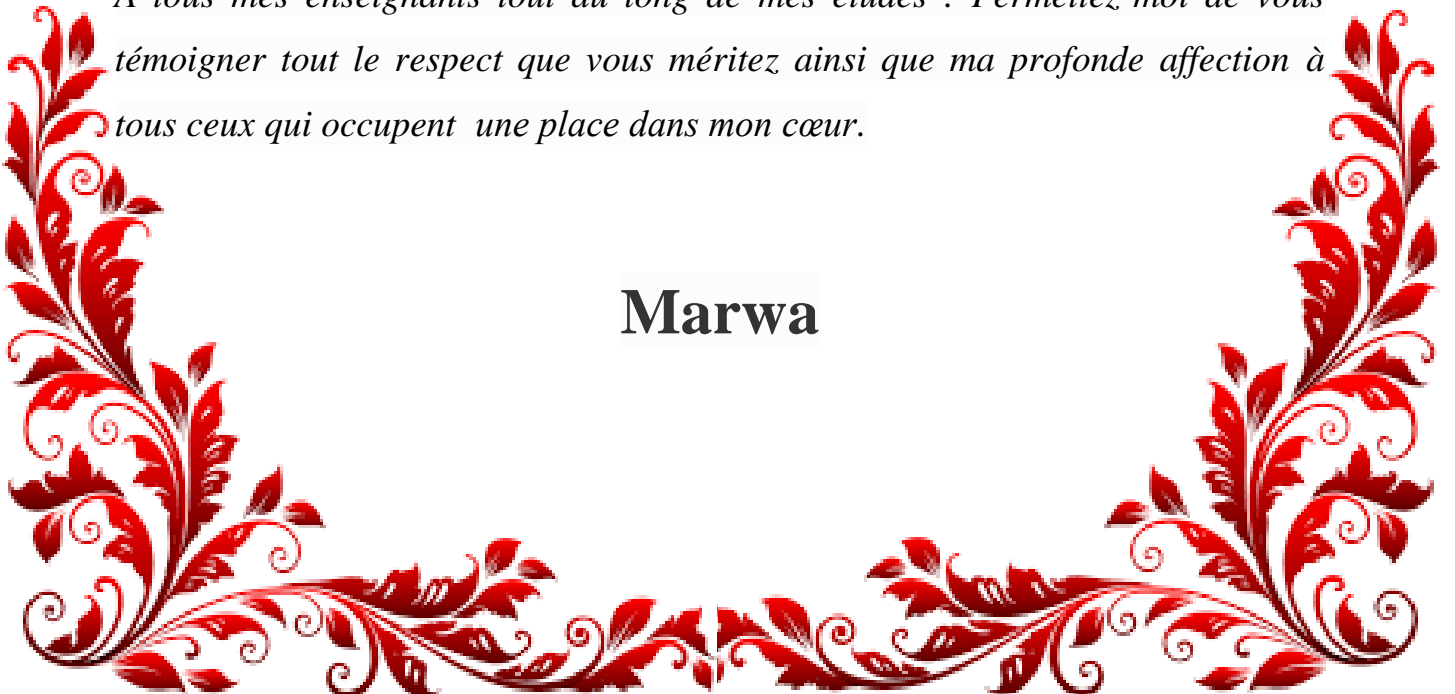 A tous mes enseignants tout au long de mes études . Permettez moi de vous
témoigner tout le respect que vous méritez ainsi que ma profonde affection à
tous ceux qui occupent une place dans mon cœur.
Marwa